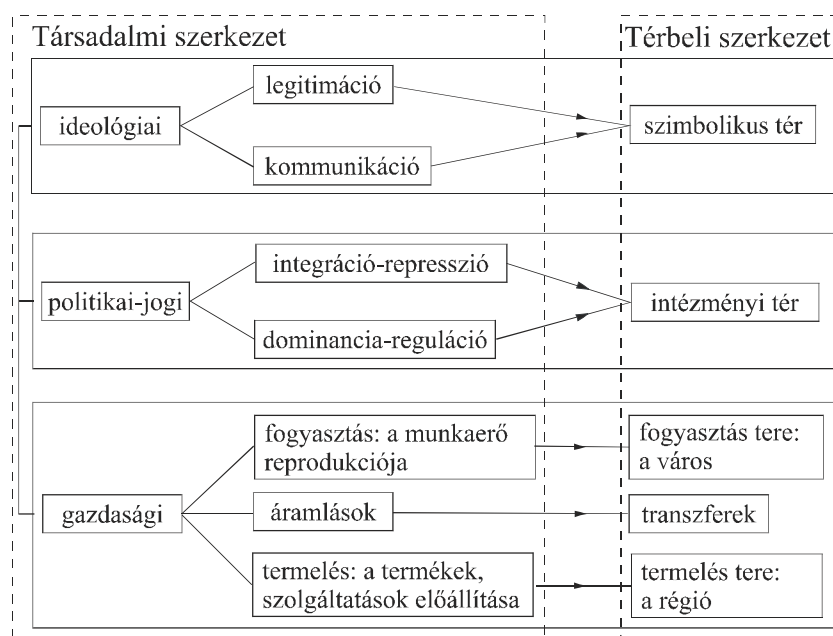 Társadalmi szerkezet
Térbeli szerkezet
ideológiai
legitimáció
kommunikáció
szimbolikus tér
politikai-jogi
integráció-represszió
dominancia-reguláció
intézményi tér
gazdasági
fogyasztás: a munkaerő
reprodukciója
fogyasztás tere:
a város
áramlások
transzferek
termelés: a termékek,
szolgáltatások előállítása
termelés tere:
a régió